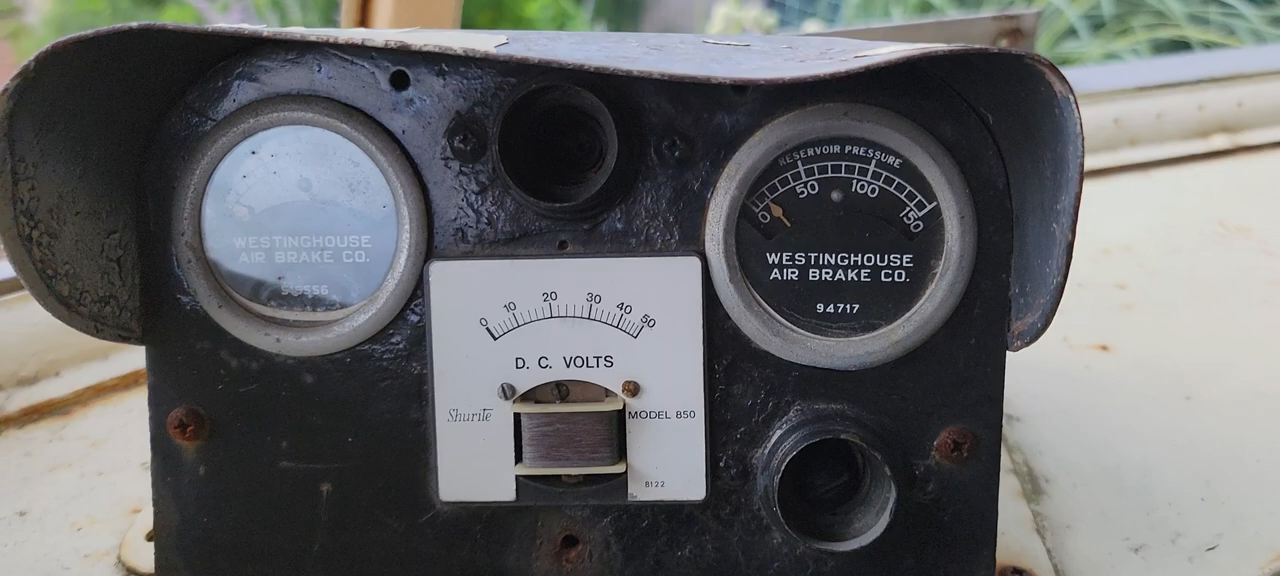 WESTINGHOUSE
AIR BRAKE CO.
0 10 20 30 40 50
D. C. VOLTS
Shurite
MODEL 850
B122
RESERVOIR PRESSURE
0 50 100 150
WESTINGHOUSE
AIR BRAKE CO.
94717